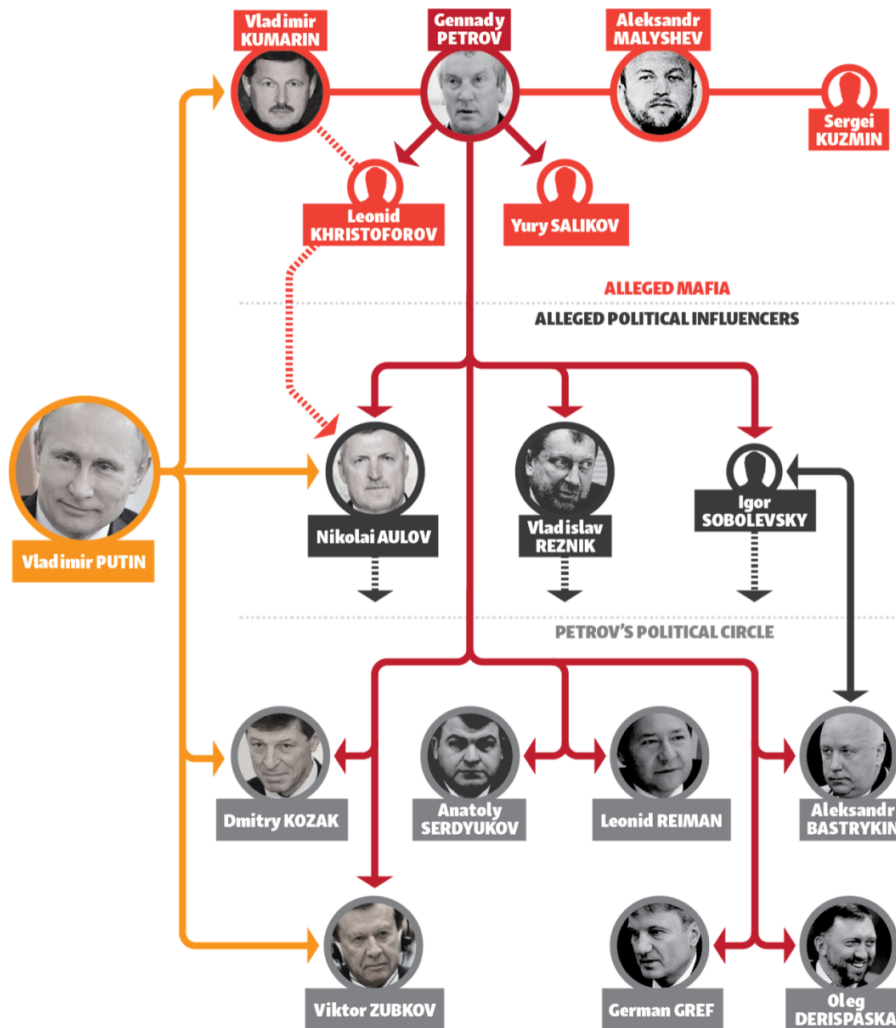 Vladimir
KUMARIN
Gennady
PETROV
Aleksandr
MALYSHEV
Sergei
KUZMIN
Leonid
KHRISTOFOROV
Yury SALIKOV
ALLEGED MAFIA
ALLEGED POLITICAL INFLUENCERS
Vladimir PUTIN
Nikolai AULOV
Vladislav
REZNIK
Igor
SOBOLEVSKY
PETROV'S POLITICAL CIRCLE
Dmitry KOZAK
Anatoly
SERDYUKOV
Leonid REIMAN
Aleksandr
BASTRYKIN
Viktor ZUBKOV
German GREF
Oleg
DERISPASKA